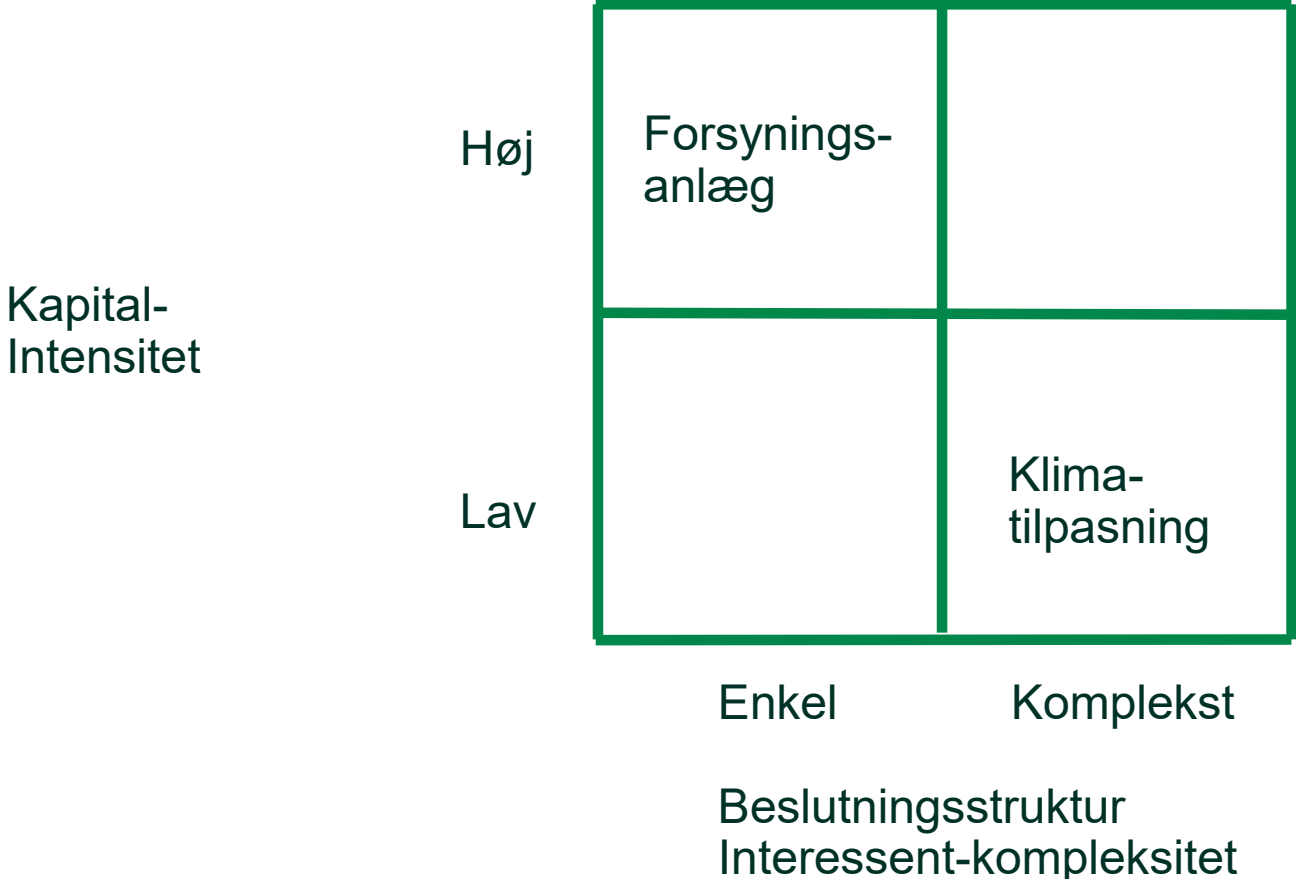 Høj
Forsynings-
anlæg
Kapital-
Intensitet
Lav
Klima-
tilpasning
Enkel
Komplekst
Beslutningsstruktur
Interessent-kompleksitet